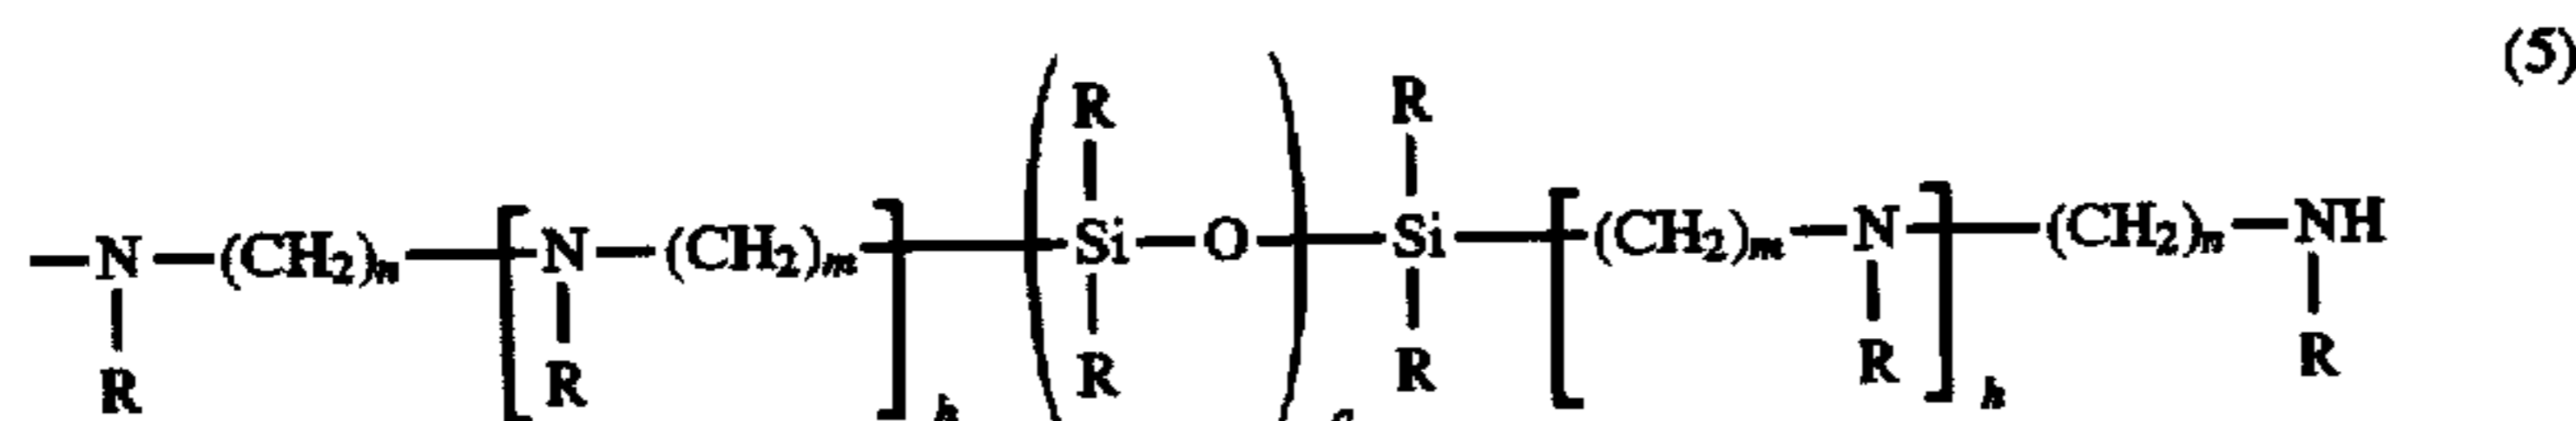 (5)
R R
—N—(CH2)n—[N—(CH2)m]h—(Si—O)—Si—[(CH2)m—N]h—(CH2)n—NH
R R R R R R